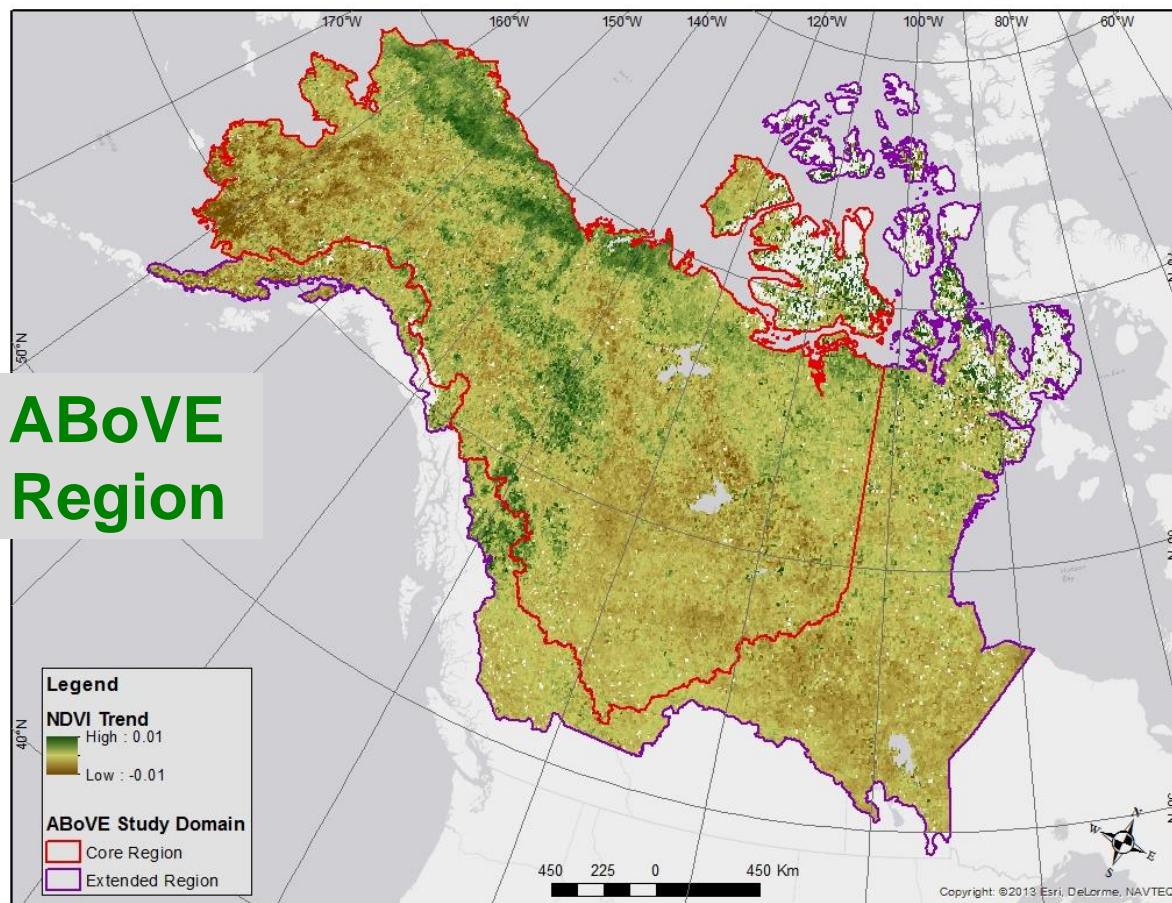 170°W
160°W
150°W
140°W
130°W
120°W
100°W
80°W
60°W
50°N
ABoVE
Region
40°N
Legend
NDVI Trend
High : 0.01
Low : -0.01
ABoVE Study Domain
Core Region
Extended Region
450 225 0 450 Km
N
W
E
S
Copyright: ©2013 Esri, DeLorme, NAVTEQ